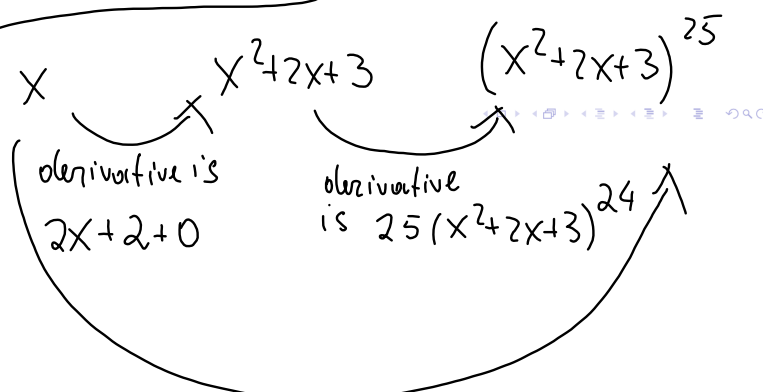 x x²+2x+3 (x²+2x+3)²⁵
derivative is
2x+2+0
derivative
is 25(x²+2x+3)²⁴